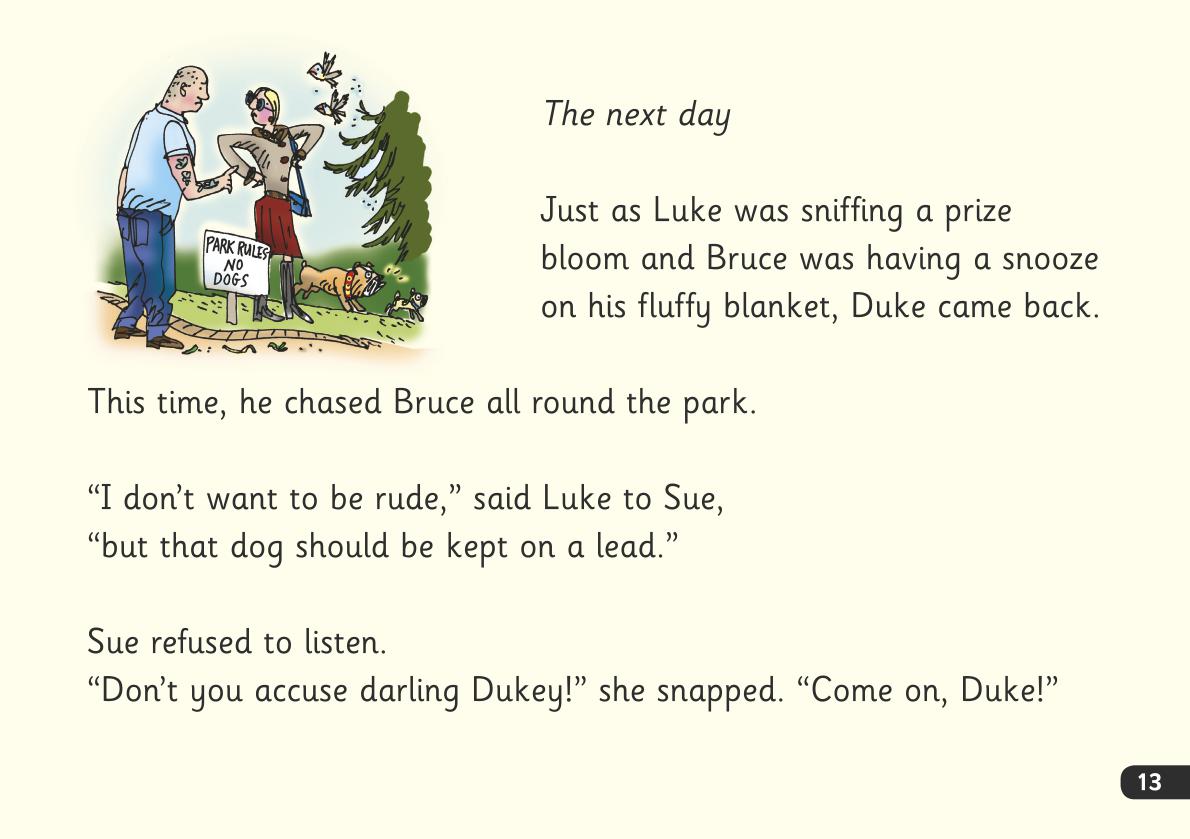 The next day
Just as Luke was sniffing a prize
bloom and Bruce was having a snooze
on his fluffy blanket, Duke came back.
PARK RULES
NO
DOGS
This time, he chased Bruce all round the park.
“I don’t want to be rude,” said Luke to Sue,
“but that dog should be kept on a lead.”
Sue refused to listen.
“Don’t you accuse darling Dukey!” she snapped. “Come on, Duke!”
13